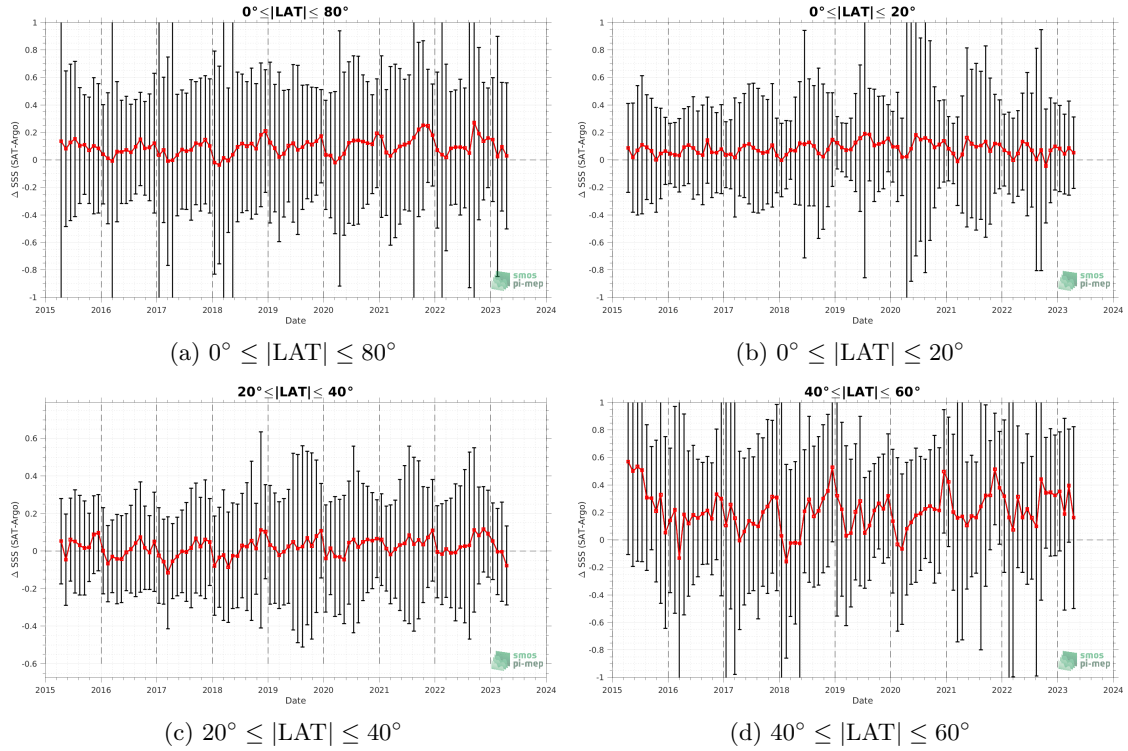 0°≤|LAT|≤ 80°
1
0.8
0.6
0.4
0.2
0
-0.2
-0.4
-0.6
-0.8
-1
Δ SSS (SAT-Argo)
2015 2016 2017 2018 2019 2020 2021 2022 2023 2024
Date
smos
pi-mep
(a) 0° ≤ |LAT| ≤ 80°
0°≤|LAT|≤ 20°
1
0.8
0.6
0.4
0.2
0
-0.2
-0.4
-0.6
-0.8
-1
Δ SSS (SAT-Argo)
2015 2016 2017 2018 2019 2020 2021 2022 2023 2024
Date
smos
pi-mep
(b) 0° ≤ |LAT| ≤ 20°
20°≤|LAT|≤ 40°
0.6
0.4
0.2
0
-0.2
-0.4
-0.6
Δ SSS (SAT-Argo)
2015 2016 2017 2018 2019 2020 2021 2022 2023 2024
Date
smos
pi-mep
(c) 20° ≤ |LAT| ≤ 40°
40°≤|LAT|≤ 60°
1
0.8
0.6
0.4
0.2
0
-0.2
-0.4
-0.6
-0.8
-1
Δ SSS (SAT-Argo)
2015 2016 2017 2018 2019 2020 2021 2022 2023 2024
Date
smos
pi-mep
(d) 40° ≤ |LAT| ≤ 60°